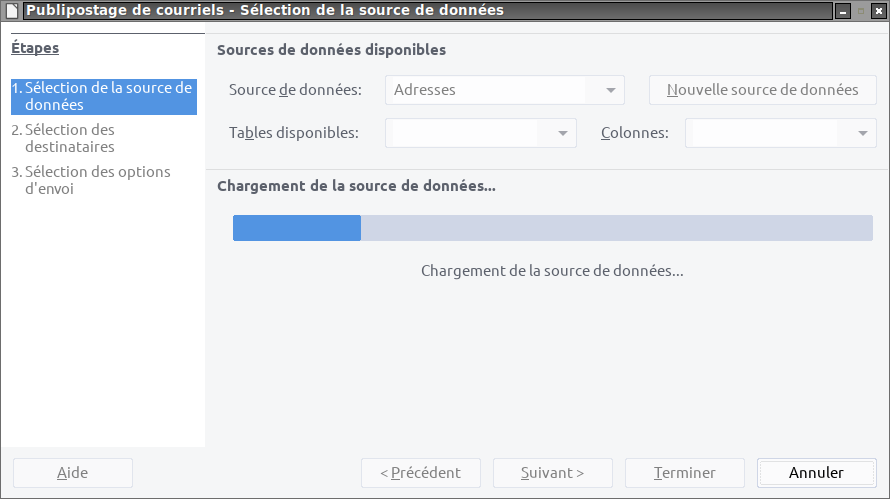 Publipostage de courriels - Sélection de la source de données
Étapes
1. Sélection de la source de
données
2. Sélection des
destinataires
3. Sélection des options
d'envoi
Sources de données disponibles
Source de données: Adresses Nouvelle source de données
Tables disponibles: Colonnes:
Chargement de la source de données...
Chargement de la source de données...
Aide < Précédent Suivant > Terminer Annuler